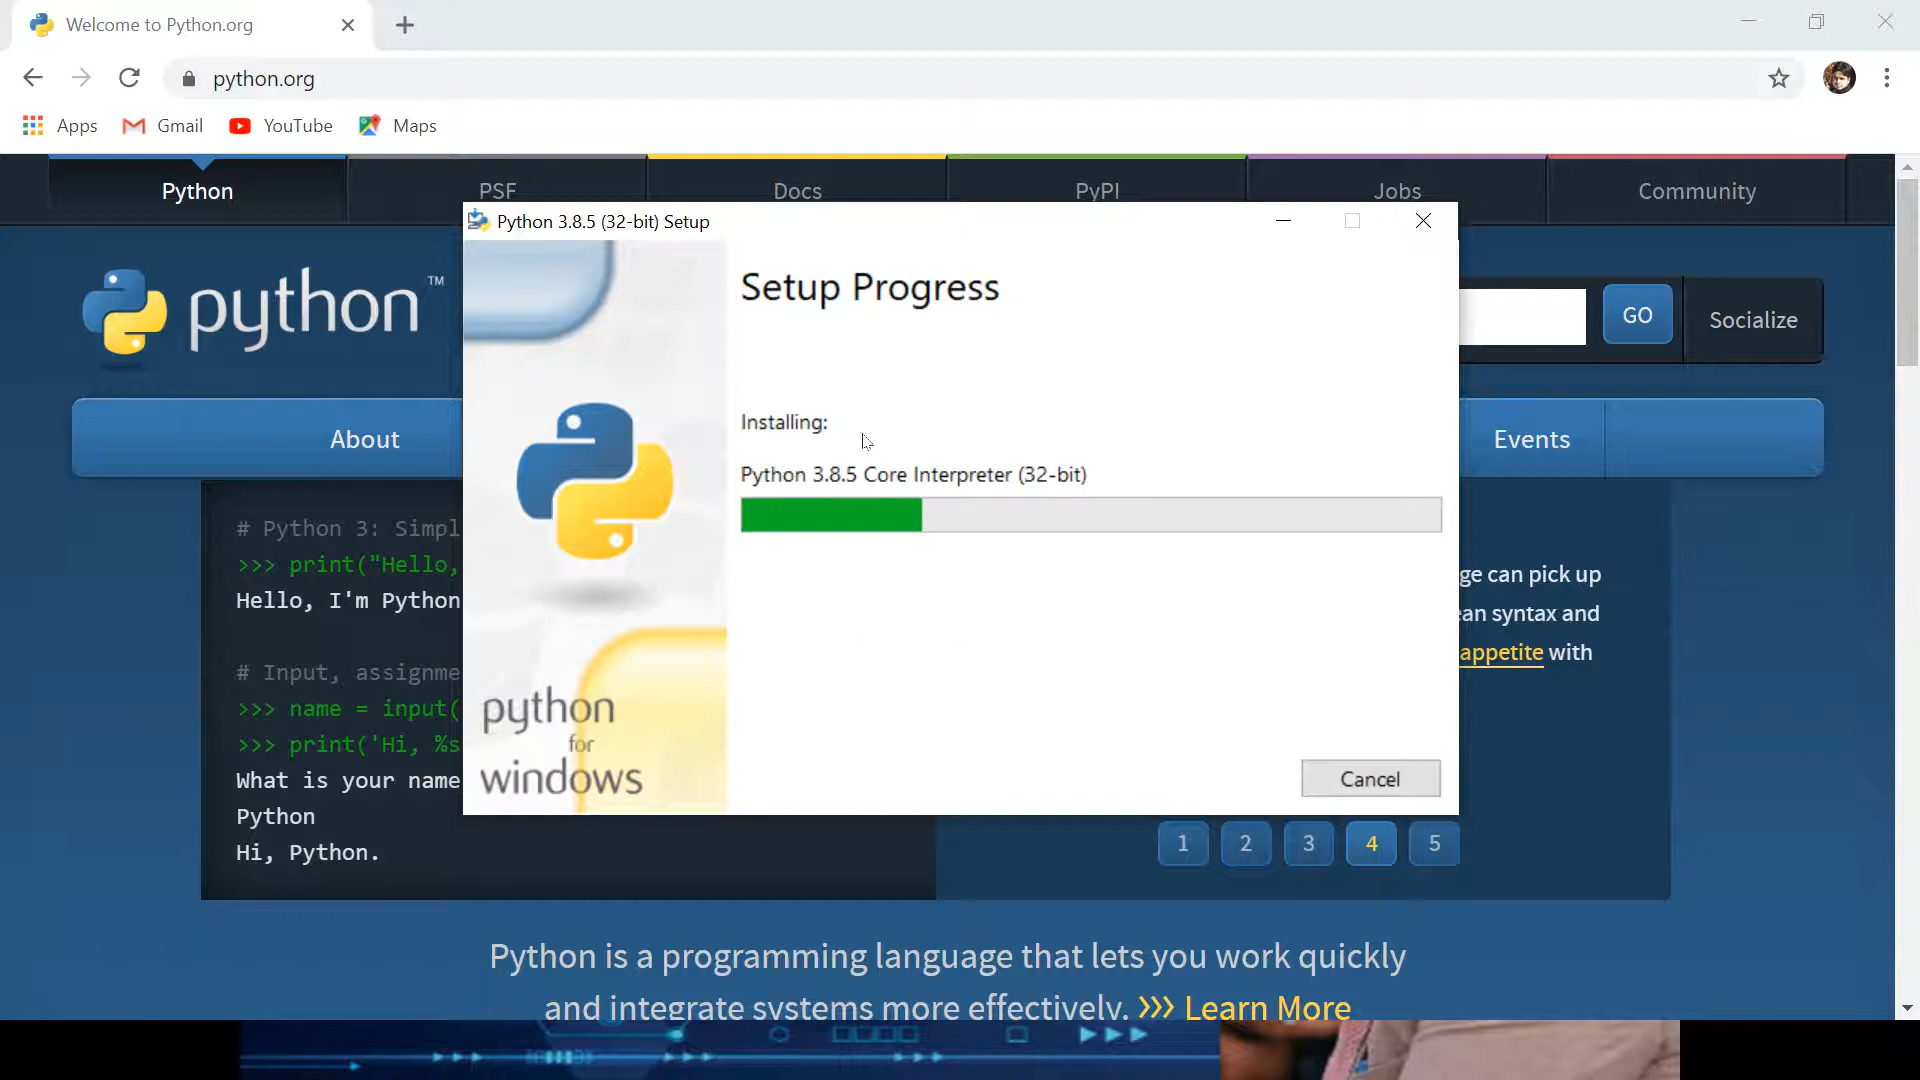 Welcome to Python.org
python.org
Apps Gmail YouTube Maps
Python PSF Docs PyPI Jobs Community
Python 3.8.5 (32-bit) Setup
python™
GO Socialize
About Events
Setup Progress
Installing:
Python 3.8.5 Core Interpreter (32-bit)
python
for
windows
Cancel
# Python 3: Simpl
>>> print("Hello,
Hello, I'm Python
# Input, assignme
>>> name = input(
>>> print('Hi, %s
What is your name
Python
Hi, Python.
ge can pick up
ean syntax and
appetite with
1 2 3 4 5
Python is a programming language that lets you work quickly
and integrate systems more effectively. >>> Learn More